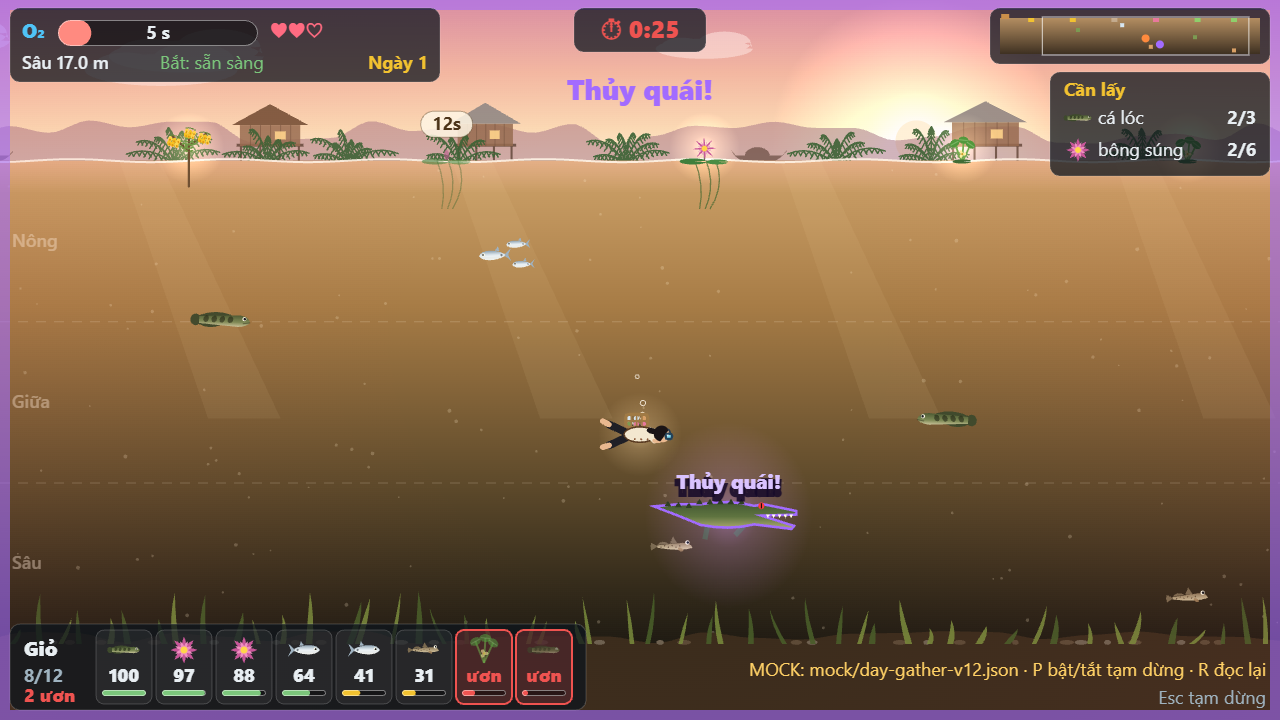 O₂ 5 s
Sâu 17.0 m Bắt: sẵn sàng Ngày 1
0:25
Thủy quái!
Cần lấy
cá lóc 2/3
bông súng 2/6
12s
Nông
Giữa
Thủy quái!
Sâu
Giỏ
8/12
2 ươn
100 97 88 64 41 31 ươn ươn
MOCK: mock/day-gather-v12.json · P bật/tắt tạm dừng · R đọc lại
Esc tạm dừng